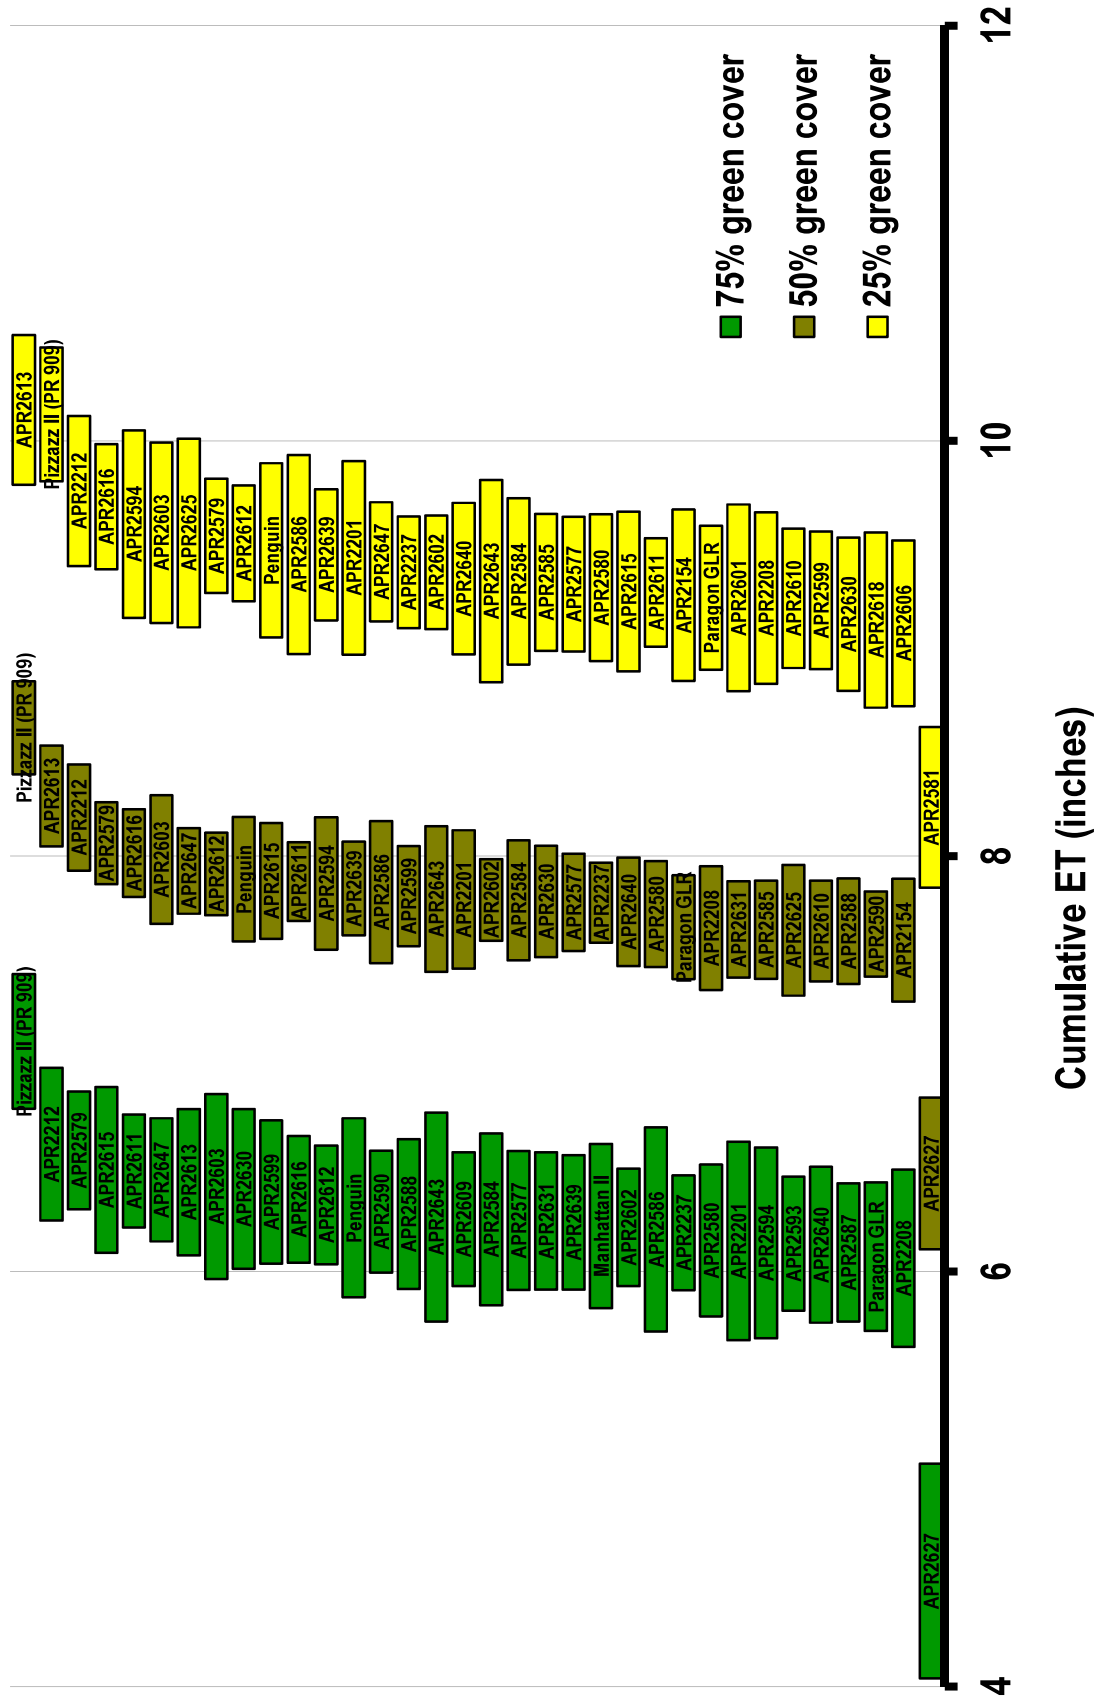 Pizzazz II (PR 909)
APR2212
APR2579
APR2615
APR2611
APR2647
APR2613
APR2603
APR2630
APR2599
APR2616
APR2612
Penguin
APR2590
APR2588
APR2643
APR2609
APR2584
APR2577
APR2631
APR2639
Manhattan II
APR2602
APR2586
APR2237
APR2580
APR2201
APR2594
APR2593
APR2640
APR2587
Paragon GLR
APR2208
APR2627
Pizzazz II (PR 909)
APR2613
APR2212
APR2579
APR2616
APR2603
APR2647
APR2612
Penguin
APR2615
APR2611
APR2594
APR2639
APR2586
APR2599
APR2643
APR2201
APR2602
APR2584
APR2630
APR2577
APR2237
APR2640
APR2580
Paragon GLR
APR2208
APR2631
APR2585
APR2625
APR2610
APR2588
APR2590
APR2154
APR2627
APR2613
Pizzazz II (PR 909)
APR2212
APR2616
APR2594
APR2603
APR2625
APR2579
APR2612
Penguin
APR2586
APR2639
APR2201
APR2647
APR2237
APR2602
APR2640
APR2643
APR2584
APR2585
APR2577
APR2580
APR2615
APR2611
APR2154
Paragon GLR
APR2601
APR2208
APR2610
APR2599
APR2630
APR2618
APR2606
APR2581
75% green cover
50% green cover
25% green cover
4 6 8 10 12
Cumulative ET (inches)